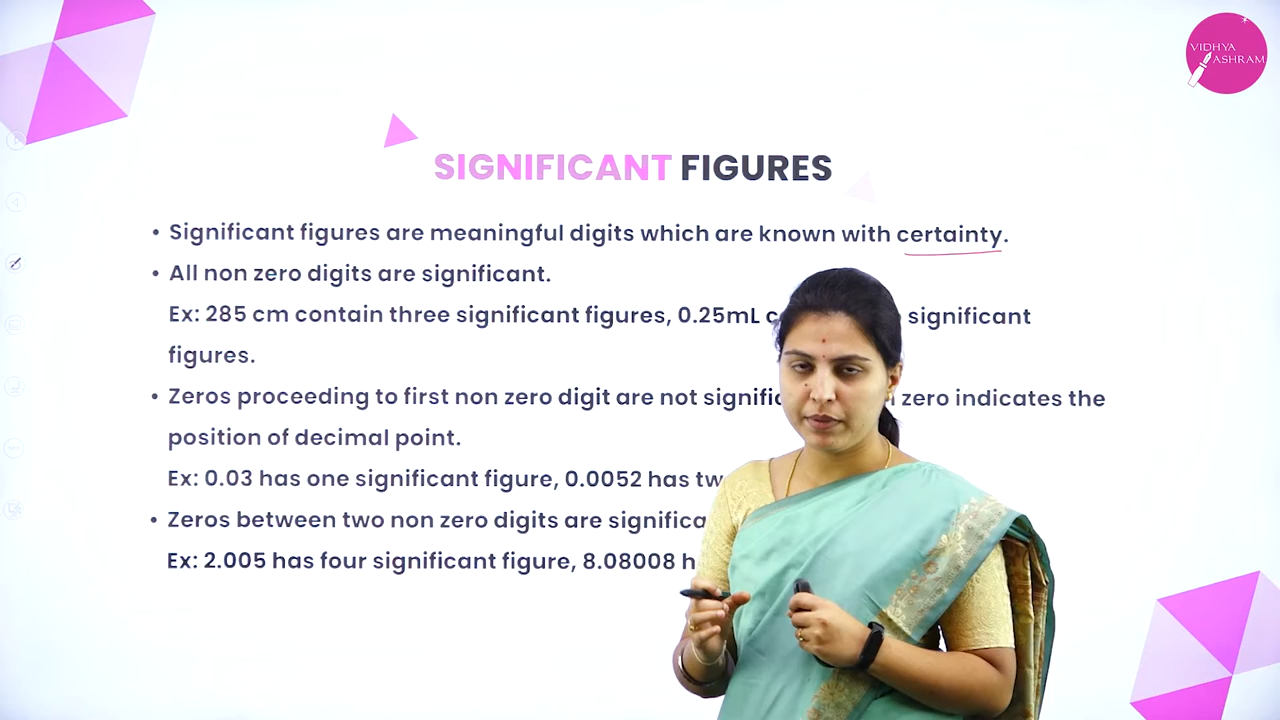 VIDHYA
ASHRAM
SIGNIFICANT FIGURES
• Significant figures are meaningful digits which are known with certainty.
• All non zero digits are significant.
Ex: 285 cm contain three significant figures, 0.25mL significant
figures.
• Zeros proceeding to first non zero digit are not zero indicates the
position of decimal point.
Ex: 0.03 has one significant figure, 0.0052 has
• Zeros between two non zero digits are
Ex: 2.005 has four significant figure, 8.08008